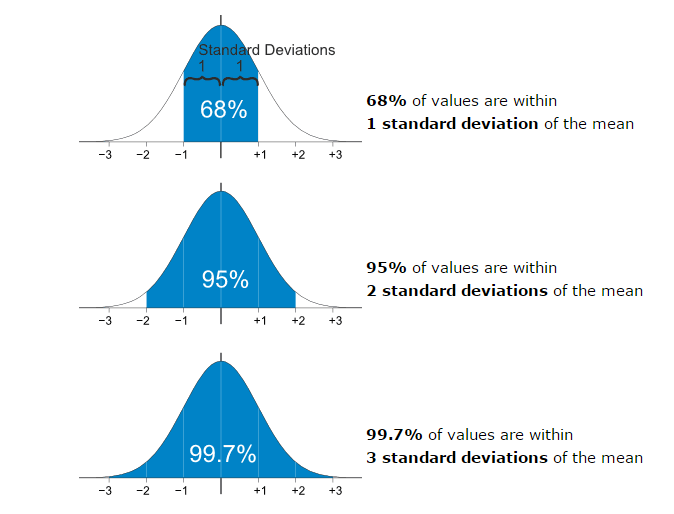 Standard Deviations
1 1
68%
−3 −2 −1 +1 +2 +3
68% of values are within
1 standard deviation of the mean
95%
−3 −2 −1 +1 +2 +3
95% of values are within
2 standard deviations of the mean
99.7%
−3 −2 −1 +1 +2 +3
99.7% of values are within
3 standard deviations of the mean